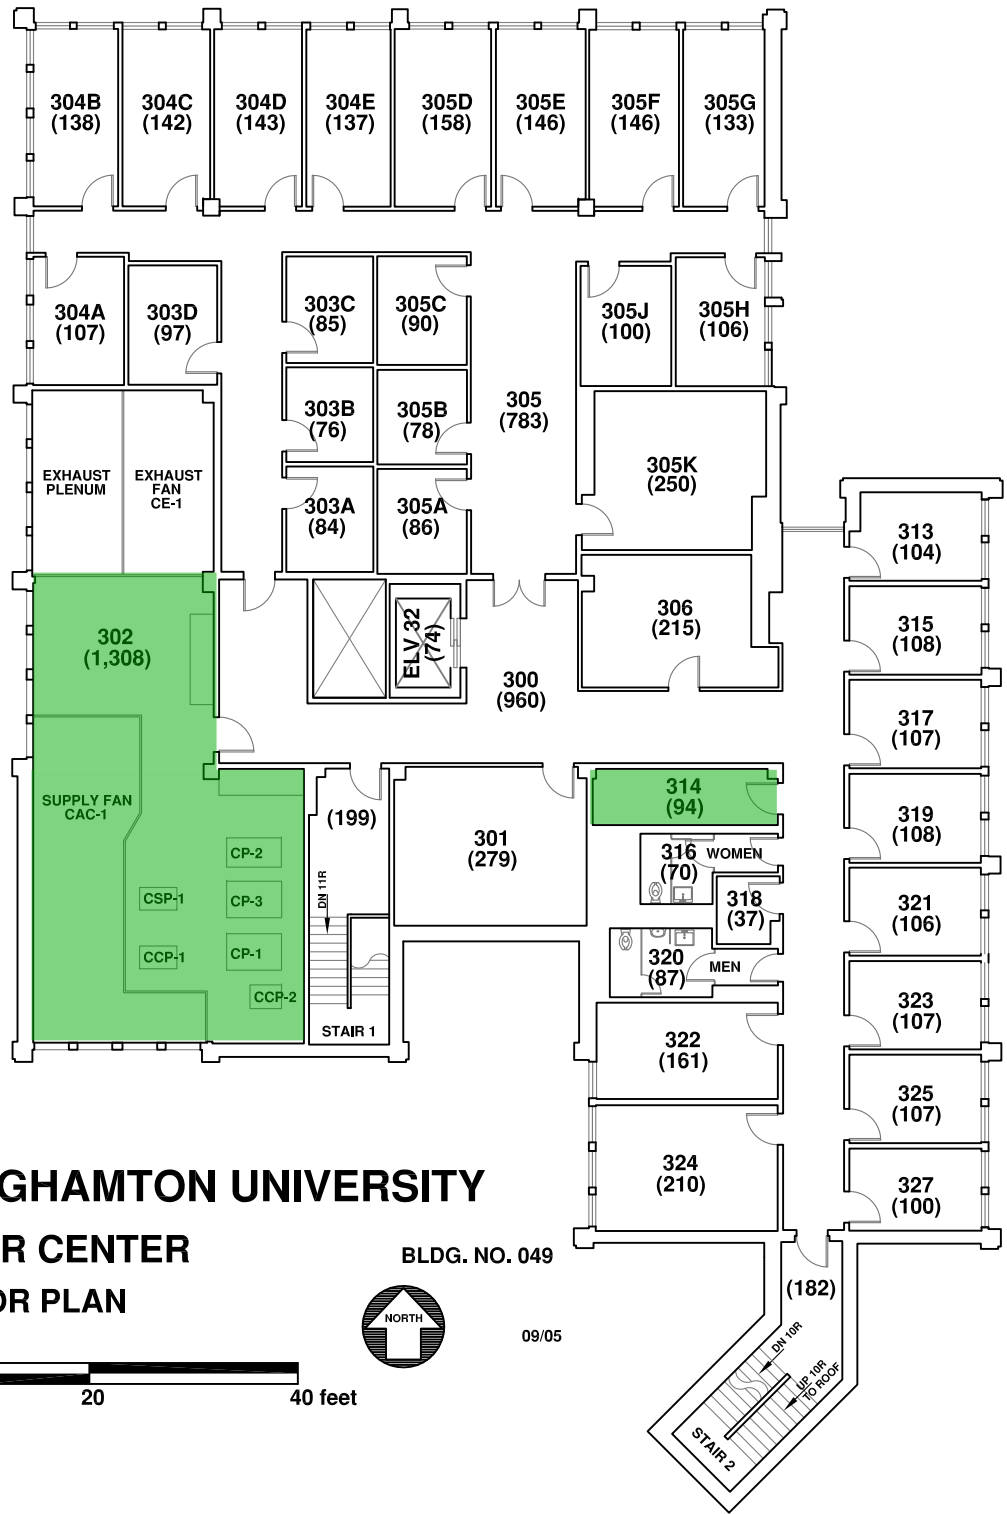 304B
(138)
304C
(142)
304D
(143)
304E
(137)
305D
(158)
305E
(146)
305F
(146)
305G
(133)
304A
(107)
303D
(97)
303C
(85)
305C
(90)
305J
(100)
305H
(106)
303B
(76)
305B
(78)
305
(783)
EXHAUST
PLENUM
EXHAUST
FAN
CE-1
305K
(250)
303A
(84)
305A
(86)
313
(104)
302
(1,308)
ELV 32
(74)
306
(215)
315
(108)
300
(960)
317
(107)
SUPPLY FAN
CAC-1
(199)
301
(279)
314
(94)
319
(108)
CP-2
316
(70)
WOMEN
CSP-1
CP-3
DN 11R
318
(37)
321
(106)
CCP-1
CP-1
320
(87)
MEN
CCP-2
STAIR 1
323
(107)
322
(161)
325
(107)
324
(210)
327
(100)
GHAMTON UNIVERSITY
R CENTER
BLDG. NO. 049
OR PLAN
NORTH
09/05
20
40 feet
(182)
DN 10R
UP 10R
TO ROOF
STAIR 2